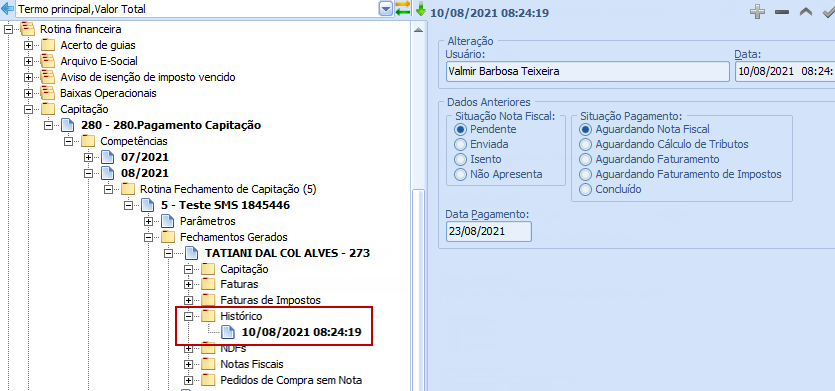 Termo principal,Valor Total
Rotina financeira
Acerto de guias
Arquivo E-Social
Aviso de isenção de imposto vencido
Baixas Operacionais
Capitação
280 - 280.Pagamento Capitação
Competências
07/2021
08/2021
Rotina Fechamento de Capitação (5)
5 - Teste SMS 1845446
Parâmetros
Fechamentos Gerados
TATIANI DAL COL ALVES - 273
Capitação
Faturas
Faturas de Impostos
Histórico
10/08/2021 08:24:19
NDFs
Notas Fiscais
Pedidos de Compra sem Nota
10/08/2021 08:24:19
Alteração
Usuário: Data:
Valmir Barbosa Teixeira 10/08/2021 08:24:
Dados Anteriores
Situação Nota Fiscal: Situação Pagamento:
Pendente Aguardando Nota Fiscal
Enviada Aguardando Cálculo de Tributos
Isento Aguardando Faturamento
Não Apresenta Aguardando Faturamento de Impostos
Concluído
Data Pagamento:
23/08/2021